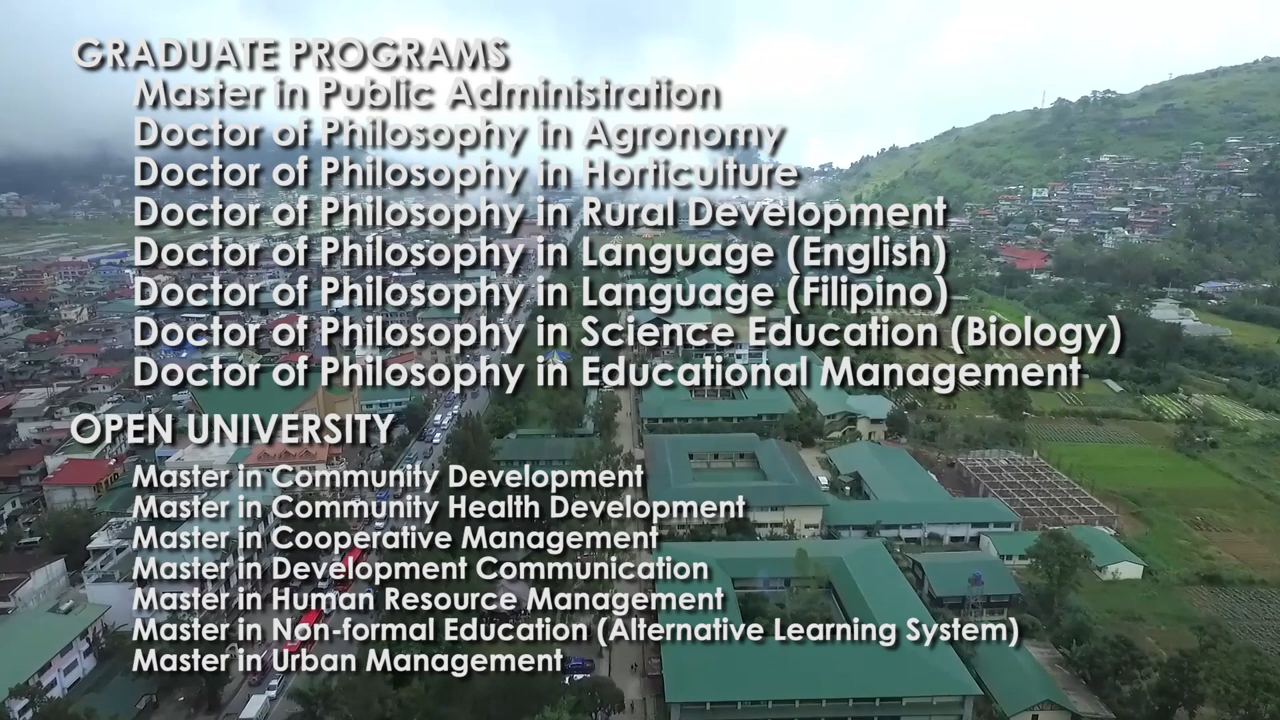 GRADUATE PROGRAMS
Master in Public Administration
Doctor of Philosophy in Agronomy
Doctor of Philosophy in Horticulture
Doctor of Philosophy in Rural Development
Doctor of Philosophy in Language (English)
Doctor of Philosophy in Language (Filipino)
Doctor of Philosophy in Science Education (Biology)
Doctor of Philosophy in Educational Management
OPEN UNIVERSITY
Master in Community Development
Master in Community Health Development
Master in Cooperative Management
Master in Development Communication
Master in Human Resource Management
Master in Non-formal Education (Alternative Learning System)
Master in Urban Management